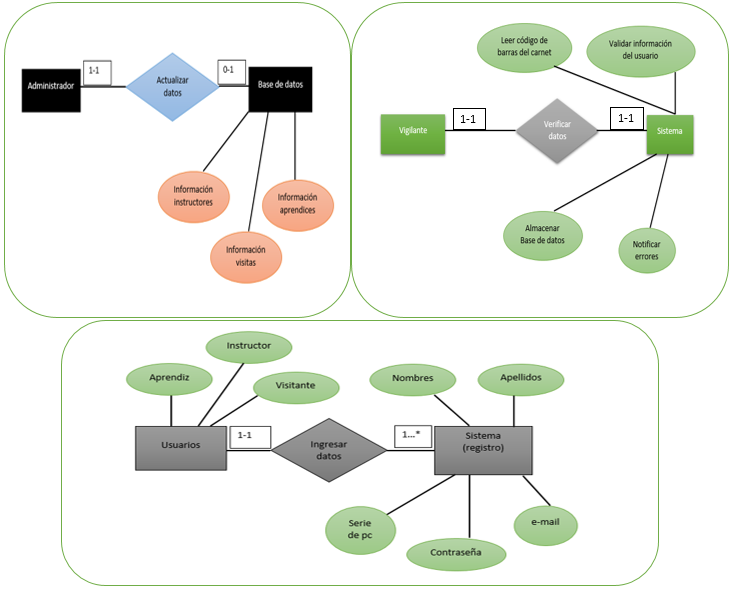 Administrador
1-1
Actualizar
datos
0-1
Base de datos
Información
instructores
Información
aprendices
Información
visitas
Leer código de
barras del carnet
Validar información
del usuario
Vigilante
1-1
Verificar
datos
1-1
Sistema
Almacenar
Base de datos
Notificar
errores
Instructor
Aprendiz
Visitante
Nombres
Apellidos
Usuarios
1-1
Ingresar
datos
1...*
Sistema
(registro)
Serie
de pc
Contraseña
e-mail